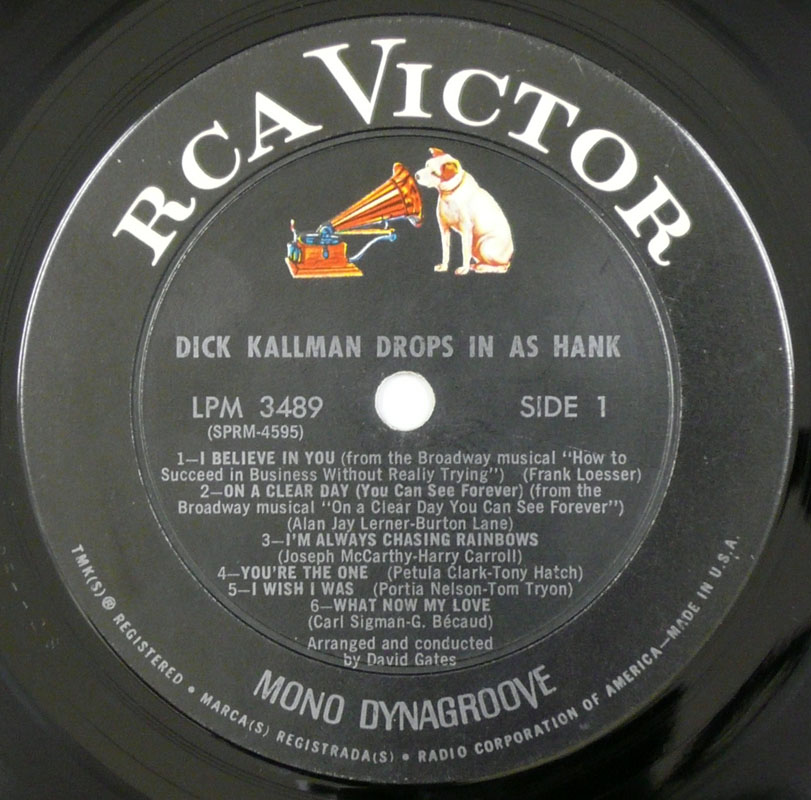 RCA VICTOR
DICK KALLMAN DROPS IN AS HANK
LPM 3489 SIDE 1
(SPRM-4595)
1—I BELIEVE IN YOU (from the Broadway musical “How to
Succeed in Business Without Really Trying”) (Frank Loesser)
2—ON A CLEAR DAY (You Can See Forever) (from the
Broadway musical “On a Clear Day You Can See Forever”)
(Alan Jay Lerner-Burton Lane)
3—I'M ALWAYS CHASING RAINBOWS
(Joseph McCarthy-Harry Carroll)
4—YOU'RE THE ONE (Petula Clark-Tony Hatch)
5—I WISH I WAS (Portia Nelson-Tom Tryon)
6—WHAT NOW MY LOVE
(Carl Sigman-G. Bécaud)
Arranged and conducted
by David Gates
MONO DYNAGROOVE
TMK(S) ® REGISTERED • MARCA(S) REGISTRADA(S) • RADIO CORPORATION OF AMERICA—MADE IN U.S.A.